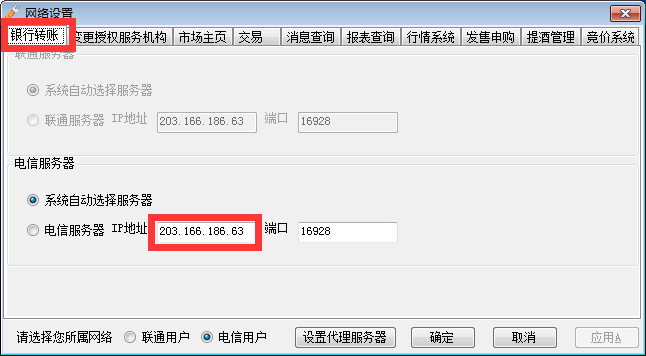 网络设置
银行转账 变更授权服务机构 市场主页 交易 消息查询 报表查询 行情系统 发售申购 提酒管理 竞价系统
联通服务器
系统自动选择服务器
联通服务器 IP地址 203.166.186.63 端口 16928
电信服务器
系统自动选择服务器
电信服务器 IP地址 203.166.186.63 端口 16928
请选择您所属网络 联通用户 电信用户 设置代理服务器 确定 取消 应用A